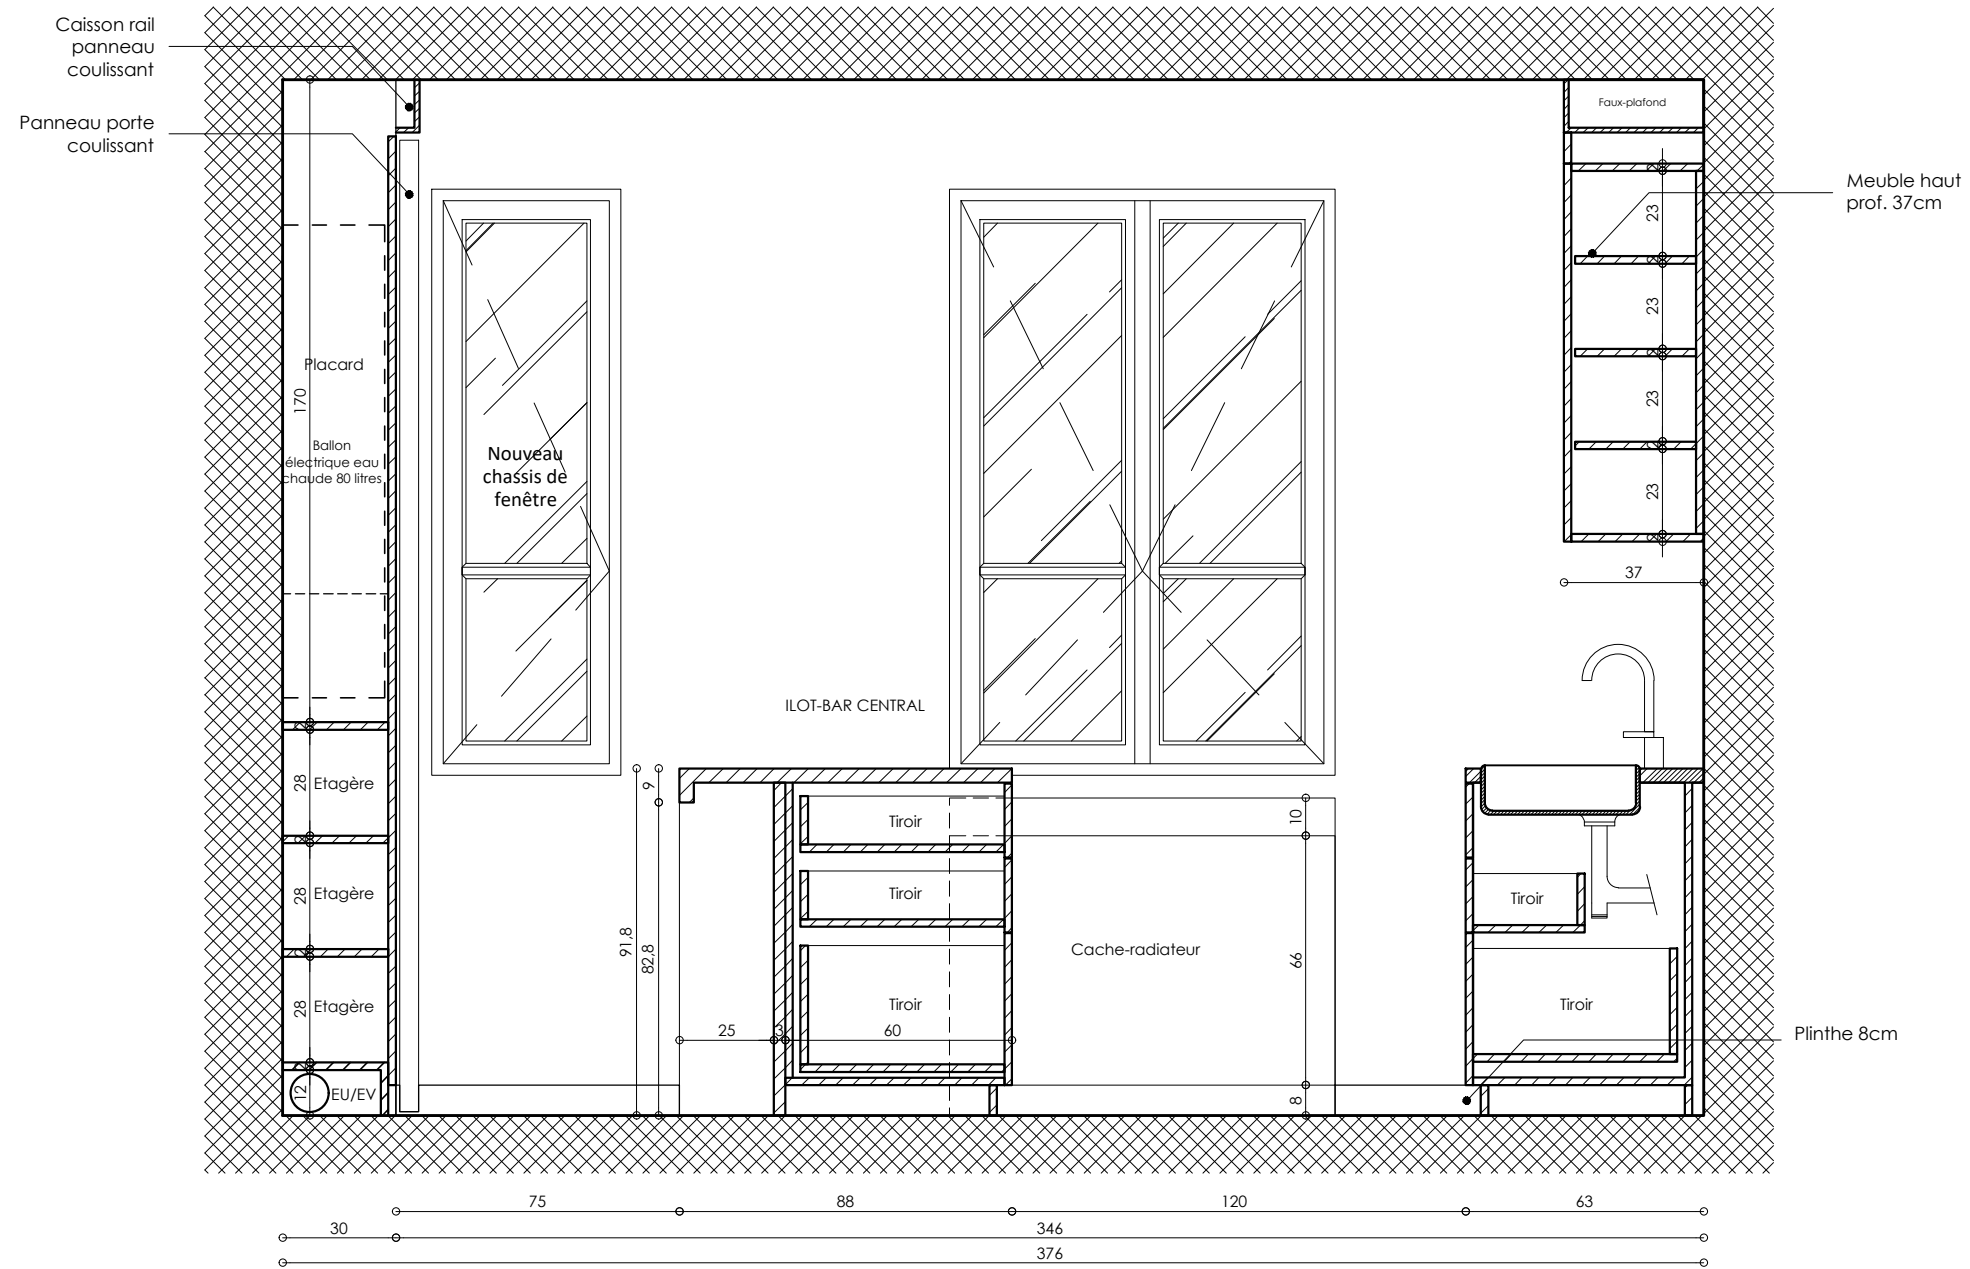 Caisson rail
panneau
coulissant
Panneau porte
coulissant
Faux-plafond
Meuble haut
prof. 37cm
23
23
23
23
37
Placard
170
Ballon
électrique eau
chaude 80 litres
Nouveau
chassis de
fenêtre
ILOT-BAR CENTRAL
28 Etagère
28 Etagère
28 Etagère
12 EU/EV
9
91,8
82,8
Tiroir
Tiroir
Tiroir
25 3 60
Cache-radiateur
10
66
8
Tiroir
Tiroir
Plinthe 8cm
75 88 120 63
30 346
376